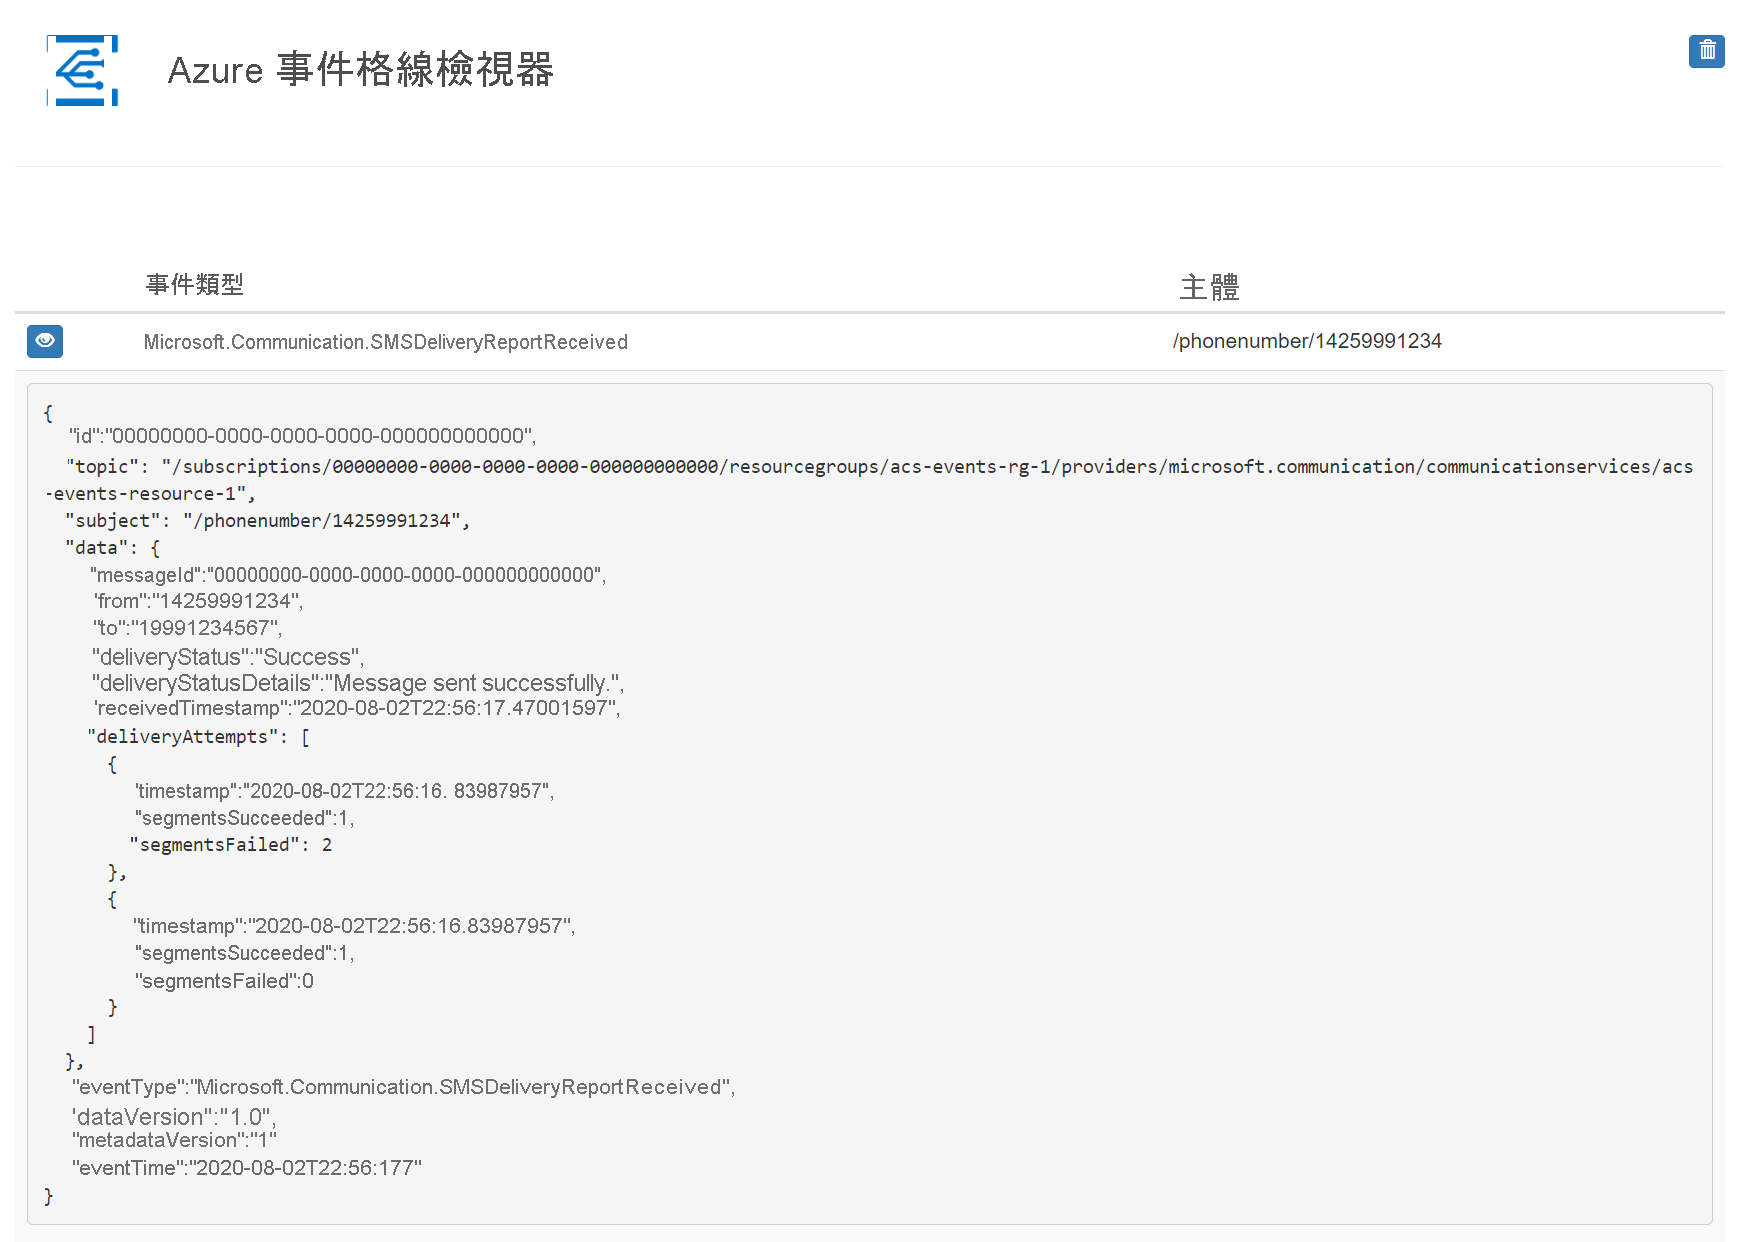 Azure 事件格線檢視器
事件類型 主體
Microsoft.Communication.SMSDeliveryReportReceived /phonenumber/14259991234
{
"id":"00000000-0000-0000-0000-000000000000",
"topic": "/subscriptions/00000000-0000-0000-0000-000000000000/resourcegroups/acs-events-rg-1/providers/microsoft.communication/communicationservices/acs
-events-resource-1",
"subject": "/phonenumber/14259991234",
"data": {
"messageId":"00000000-0000-0000-0000-000000000000",
'from":"14259991234",
"to":"19991234567",
"deliveryStatus":"Success",
"deliveryStatusDetails":"Message sent successfully.",
'receivedTimestamp":"2020-08-02T22:56:17.47001597",
"deliveryAttempts": [
{
'timestamp":"2020-08-02T22:56:16. 83987957",
"segmentsSucceeded":1,
"segmentsFailed": 2
},
{
"timestamp":"2020-08-02T22:56:16.83987957",
"segmentsSucceeded":1,
"segmentsFailed":0
}
]
},
"eventType":"Microsoft.Communication.SMSDeliveryReportReceived",
'dataVersion":"1.0",
"metadataVersion":"1"
"eventTime":"2020-08-02T22:56:177"
}